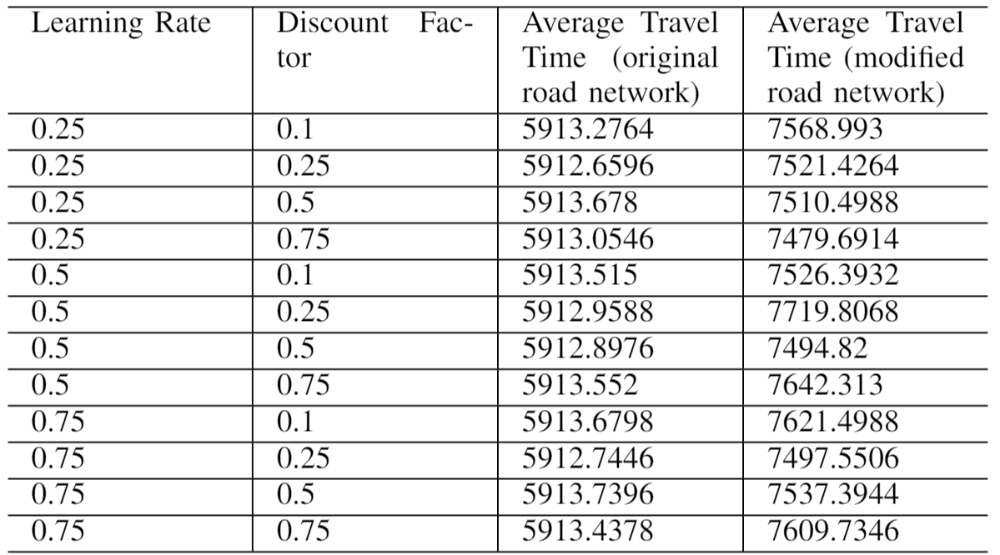 Learning Rate Discount Fac- Average Travel Average Travel
tor Time (original Time (modified
road network) road network)
0.25 0.1 5913.2764 7568.993
0.25 0.25 5912.6596 7521.4264
0.25 0.5 5913.678 7510.4988
0.25 0.75 5913.0546 7479.6914
0.5 0.1 5913.515 7526.3932
0.5 0.25 5912.9588 7719.8068
0.5 0.5 5912.8976 7494.82
0.5 0.75 5913.552 7642.313
0.75 0.1 5913.6798 7621.4988
0.75 0.25 5912.7446 7497.5506
0.75 0.5 5913.7396 7537.3944
0.75 0.75 5913.4378 7609.7346